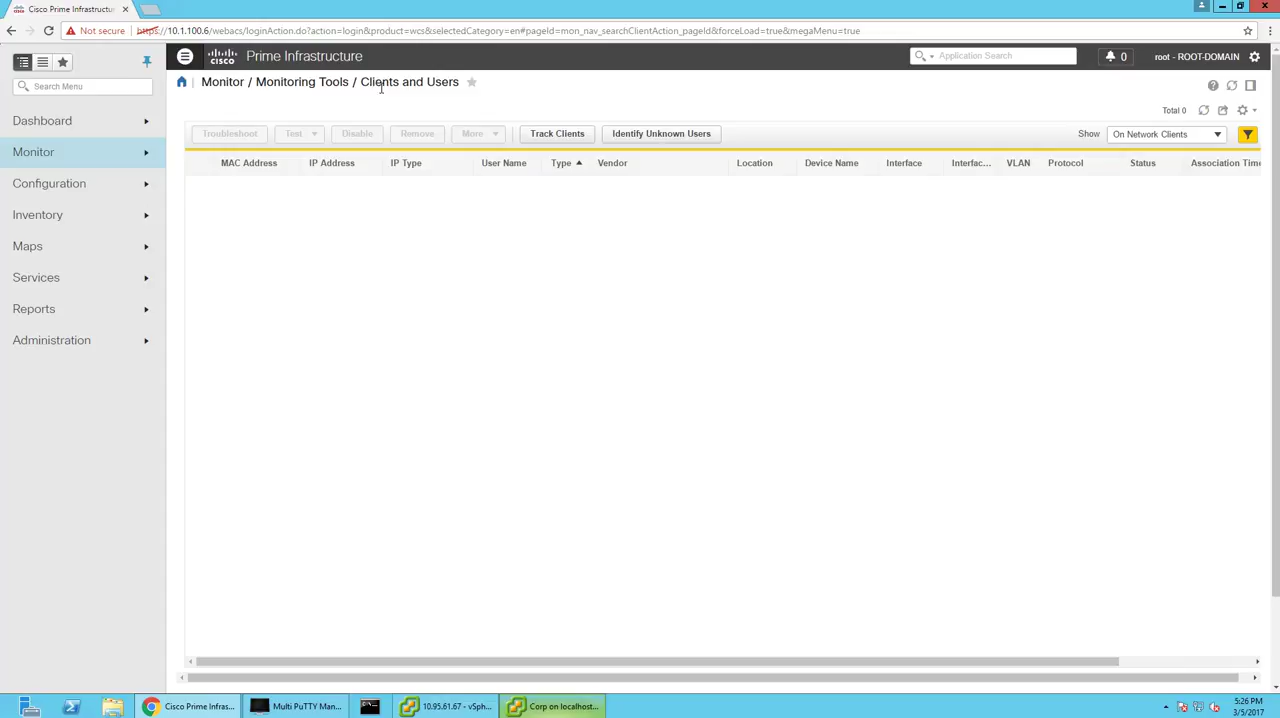 Cisco Prime Infrastructu
Not secure https://10.1.100.6/webacs/loginAction.do?action=login&product=wcs&selectedCategory=en#pageId=mon_nav_searchClientAction_pageId&forceLoad=true&megaMenu=true
cisco Prime Infrastructure
Application Search
0
root - ROOT-DOMAIN
Search Menu
Monitor / Monitoring Tools / Clients and Users
Total 0
Troubleshoot Test Disable Remove More Track Clients Identify Unknown Users Show On Network Clients
MAC Address IP Address IP Type User Name Type Vendor Location Device Name Interface Interfac... VLAN Protocol Status Association Time
Dashboard
Monitor
Configuration
Inventory
Maps
Services
Reports
Administration
Cisco Prime Infras... Multi PuTTY Man... 10.95.61.67 - vSph... Corp on localhost...
5:26 PM
3/5/2017